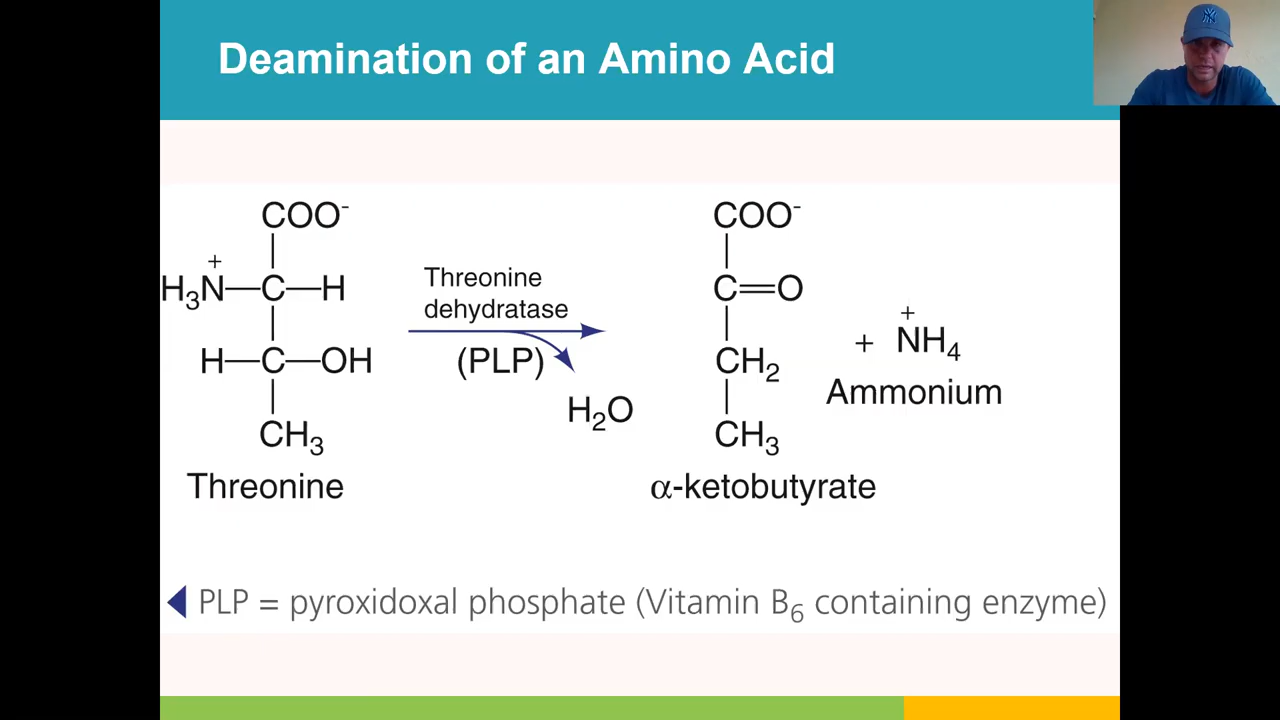 Deamination of an Amino Acid
COO⁻
H₃N⁺—C—H
H—C—OH
CH₃
Threonine
Threonine
dehydratase
(PLP)
H₂O
COO⁻
C=O
CH₂
CH₃
α-ketobutyrate
+ N⁺H₄
Ammonium
PLP = pyroxidoxal phosphate (Vitamin B₆ containing enzyme)